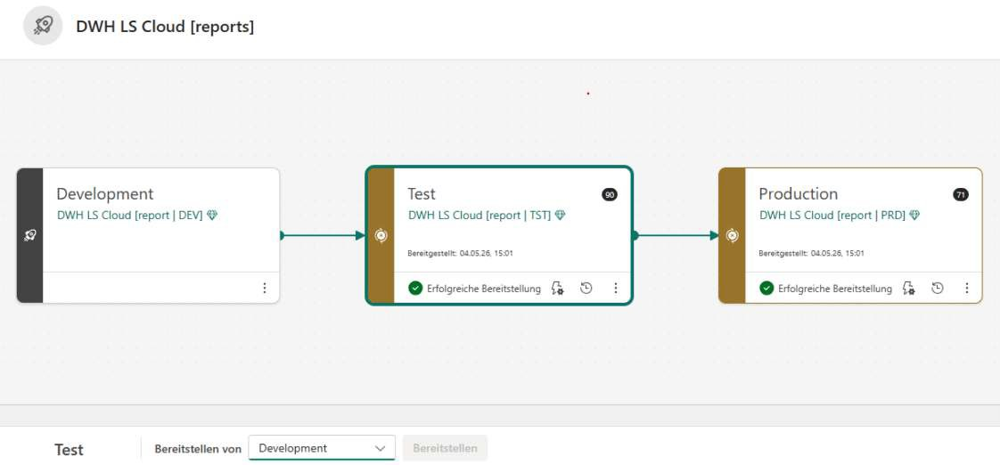 DWH LS Cloud [reports]
Development
DWH LS Cloud [report | DEV]
Test
90
DWH LS Cloud [report | TST]
Bereitgestellt: 04.05.26, 15:01
Erfolgreiche Bereitstellung
Production
71
DWH LS Cloud [report | PRD]
Bereitgestellt: 04.05.26, 15:01
Erfolgreiche Bereitstellung
Test
Bereitstellen von
Development
Bereitstellen